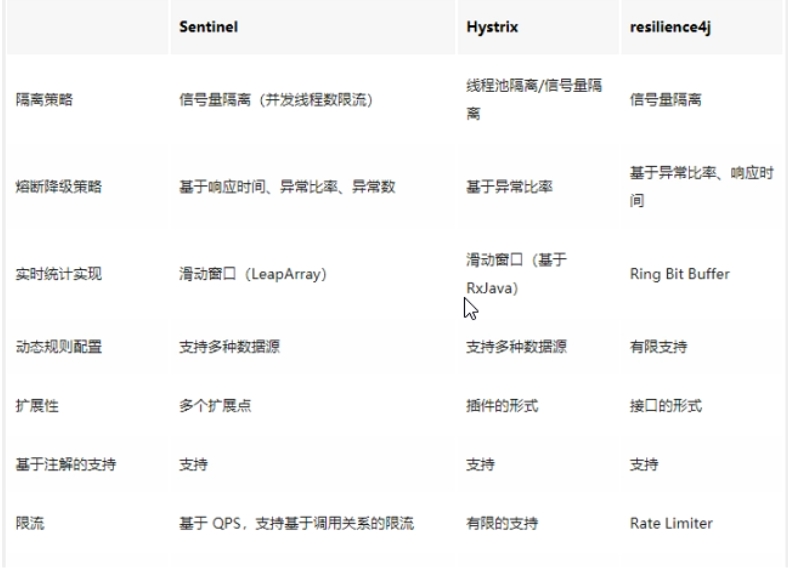 Sentinel Hystrix resilience4j
隔离策略 信号量隔离（并发线程数限流） 线程池隔离/信号量隔
离 信号量隔离
熔断降级策略 基于响应时间、异常比率、异常数 基于异常比率 基于异常比率、响应时
间
实时统计实现 滑动窗口（LeapArray） 滑动窗口（基于
RxJava） Ring Bit Buffer
动态规则配置 支持多种数据源 支持多种数据源 有限支持
扩展性 多个扩展点 插件的形式 接口的形式
基于注解的支持 支持 支持 支持
限流 基于 QPS，支持基于调用关系的限流 有限的支持 Rate Limiter